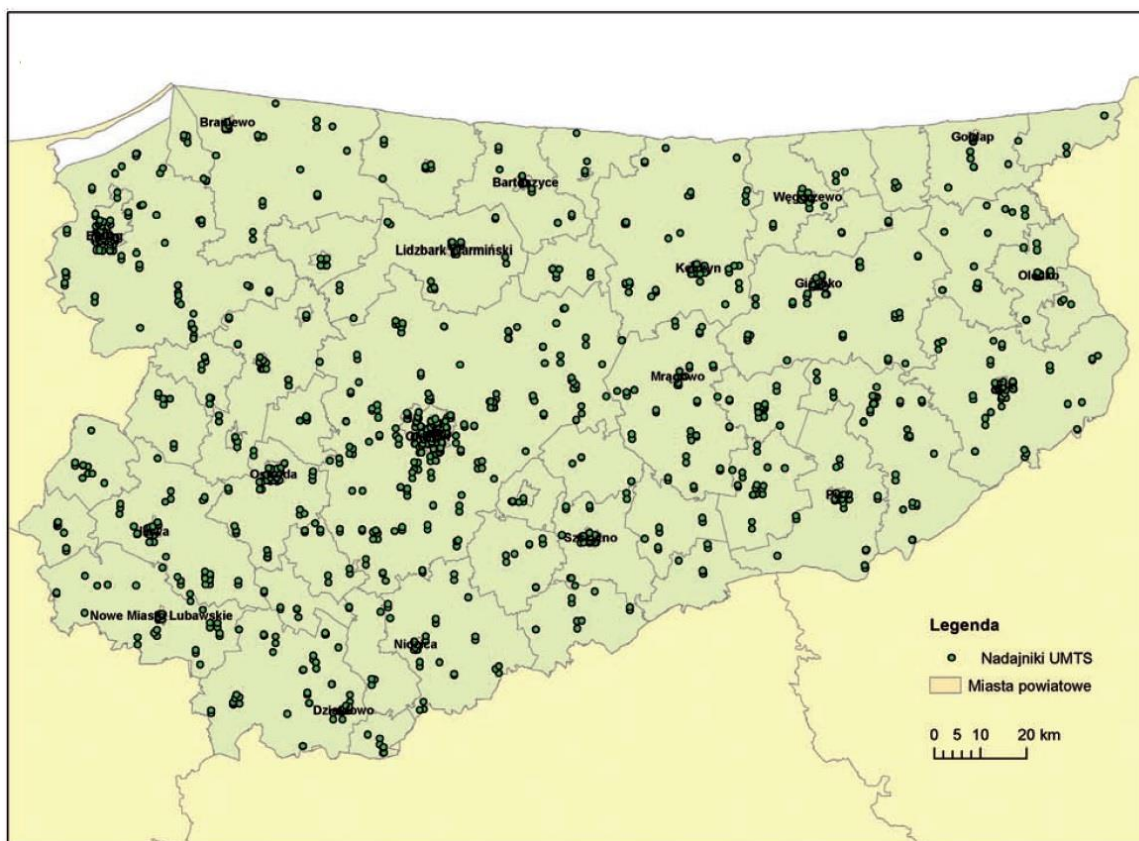 Braniewo
Gołdap
Bartoszyce
Węgorzewo
Lidzbark Warmiński
Kętrzyn
Giżycko
Olecko
Mrągowo
Ostróda
Pisz
Iława
Szczytno
Nowe Miasto Lubawskie
Nidzica
Działdowo
Legenda
Nadajniki UMTS
Miasta powiatowe
0 5 10 20 km